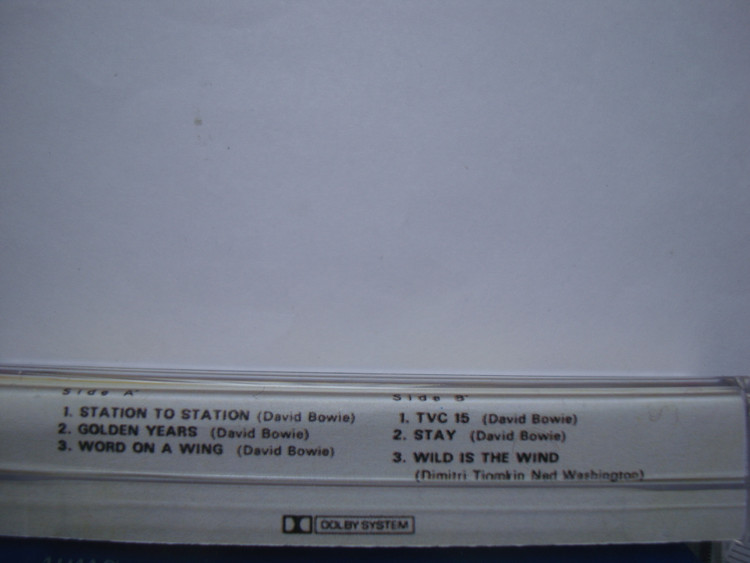 Side A
1. STATION TO STATION (David Bowie)
2. GOLDEN YEARS (David Bowie)
3. WORD ON A WING (David Bowie)
Side B
1. TVC 15 (David Bowie)
2. STAY (David Bowie)
3. WILD IS THE WIND
(Dimitri Tiomkin Ned Washington)
DOLBY SYSTEM